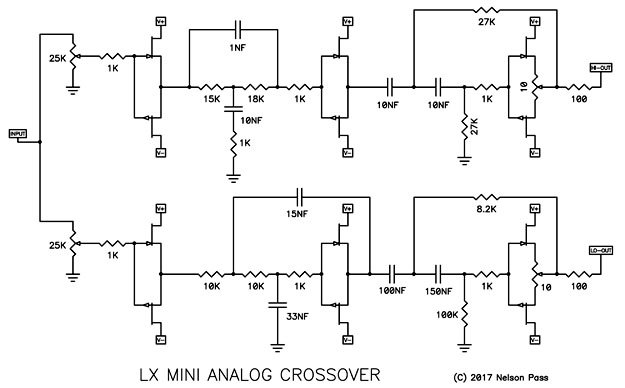 V+
V+
27K
V+
1NF
25K
1K
HI-OUT
15K
18K
1K
10NF
10NF
1K
10
100
10NF
INPUT
1K
27K
V-
V-
V-
V+
V+
8.2K
V+
15NF
25K
1K
LO-OUT
10K
10K
1K
100NF
150NF
1K
10
100
33NF
100K
V-
V-
V-
LX MINI ANALOG CROSSOVER
(C) 2017 Nelson Pass